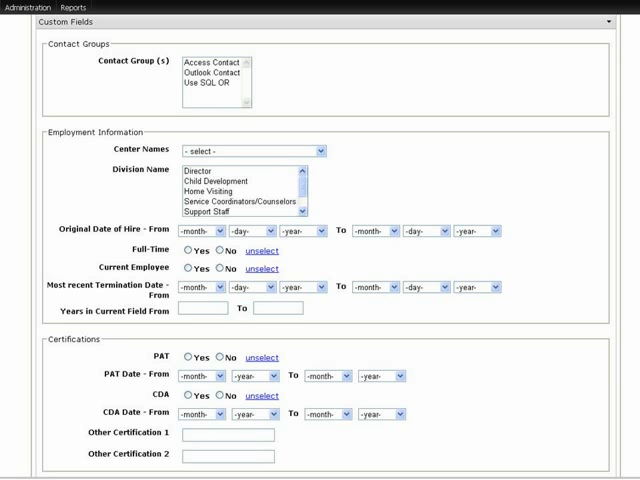 Administration Reports
Custom Fields
Contact Groups
Contact Group (s) Access Contact
Outlook Contact
Use SQL OR
Employment Information
Center Names - select -
Division Name Director
Child Development
Home Visiting
Service Coordinators/Counselors
Support Staff
Original Date of Hire - From -month- -day- -year- To -month- -day- -year-
Full-Time Yes No unselect
Current Employee Yes No unselect
Most recent Termination Date - From -month- -day- -year- To -month- -day- -year-
Years in Current Field From To
Certifications
PAT Yes No unselect
PAT Date - From -month- -year- To -month- -year-
CDA Yes No unselect
CDA Date - From -month- -year- To -month- -year-
Other Certification 1
Other Certification 2